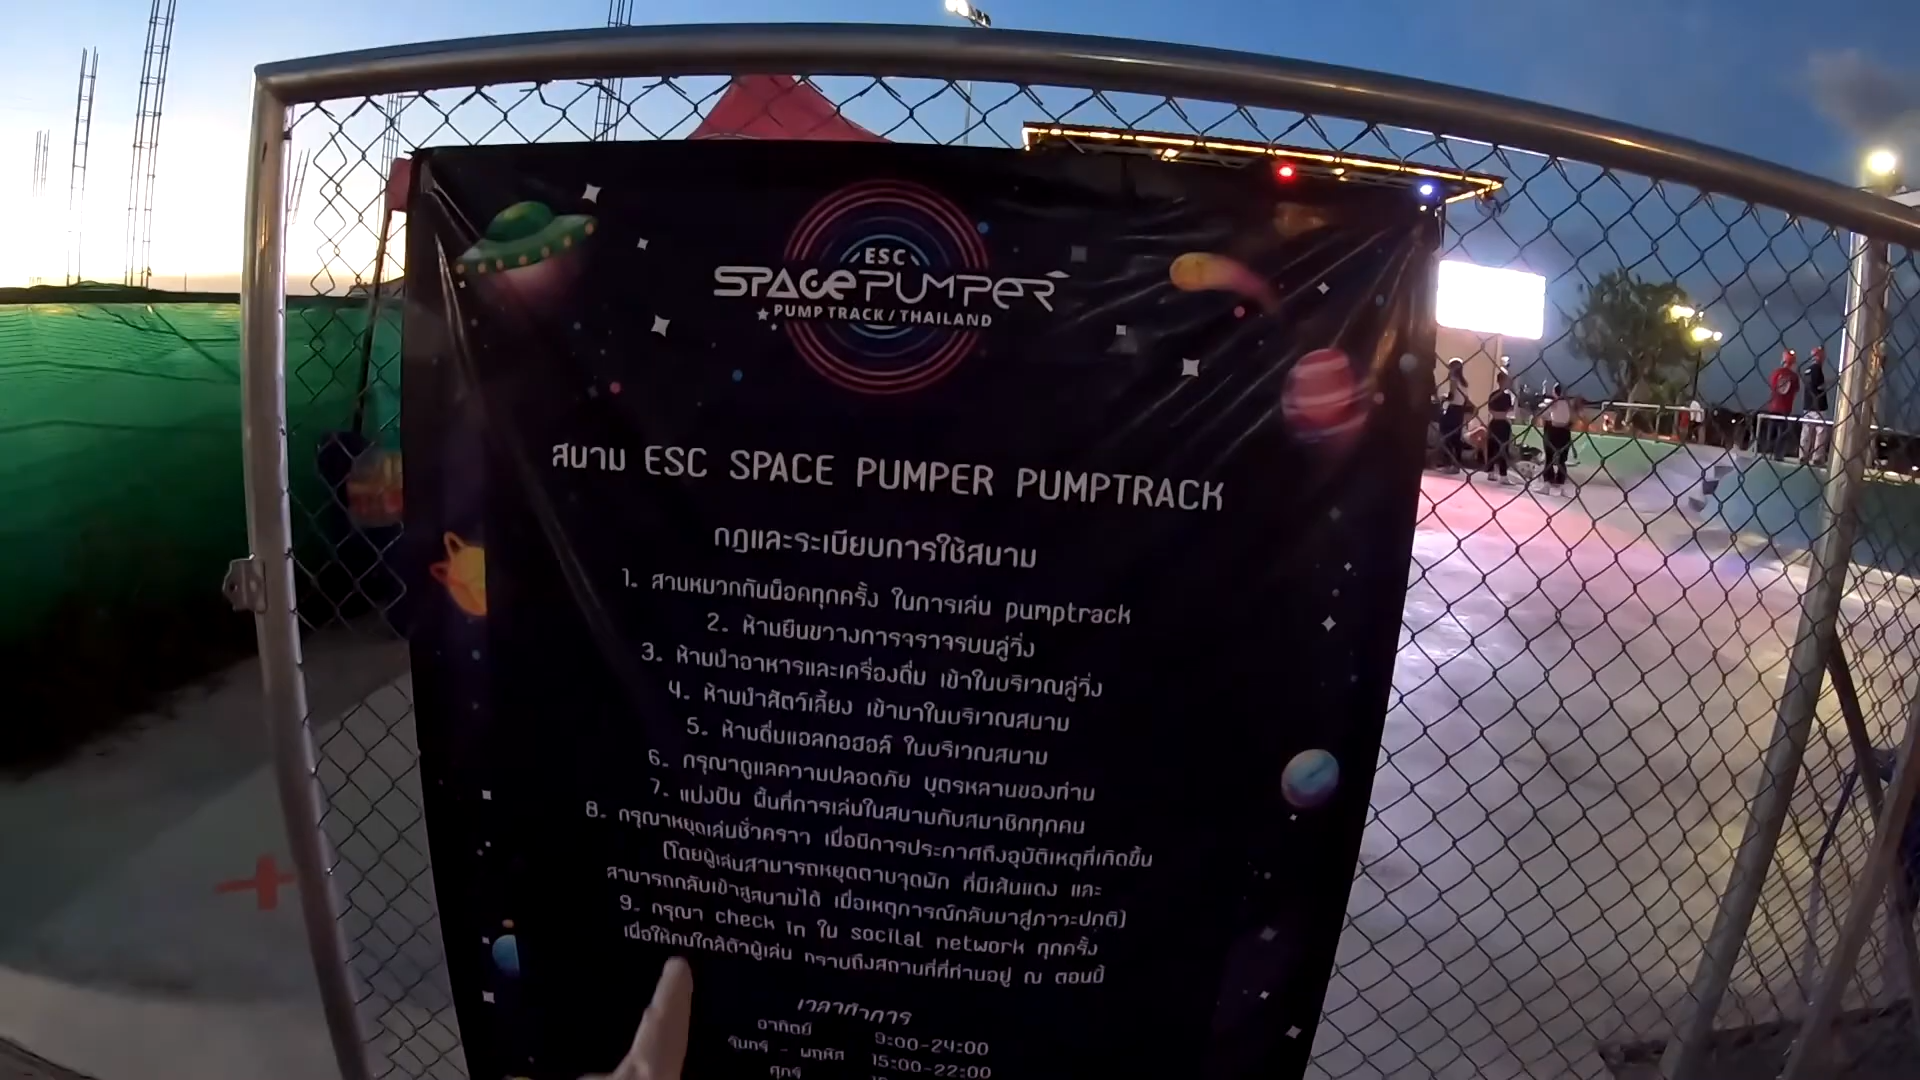 ESC
SPACE PUMPER
PUMP TRACK / THAILAND
สนาม ESC SPACE PUMPER PUMPTRACK
กฎและระเบียบการใช้สนาม
1. สวมหมวกกันน็อคทุกครั้ง ในการเล่น pumptrack
2. ห้ามยืนขวางการจราจรบนลู่วิ่ง
3. ห้ามนำอาหารและเครื่องดื่ม เข้าในบริเวณลู่วิ่ง
4. ห้ามนำสัตว์เลี้ยง เข้ามาในบริเวณสนาม
5. ห้ามดื่มแอลกอฮอล์ ในบริเวณสนาม
6. กรุณาดูแลความปลอดภัย บุตรหลานของท่าน
7. แบ่งปัน พื้นที่การเล่นในสนามกับสมาชิกทุกคน
8. กรุณาหยุดเล่นชั่วคราว เมื่อมีการประกาศถึงอุบัติเหตุที่เกิดขึ้น
(โดยผู้เล่นสามารถหยุดตามจุดพัก ที่มีเส้นแดง และ
สามารถกลับเข้าสู่สนามได้ เมื่อเหตุการณ์กลับมาสู่ภาวะปกติ)
9. กรุณา check in ใน socilal network ทุกครั้ง
เพื่อให้คนใกล้ตัวผู้เล่น ทราบถึงสถานที่ที่ท่านอยู่ ณ ตอนนี้
เวลาทำการ
อาทิตย์ 9:00-24:00
จันทร์ - พฤหัส 15:00-22:00
ศุกร์